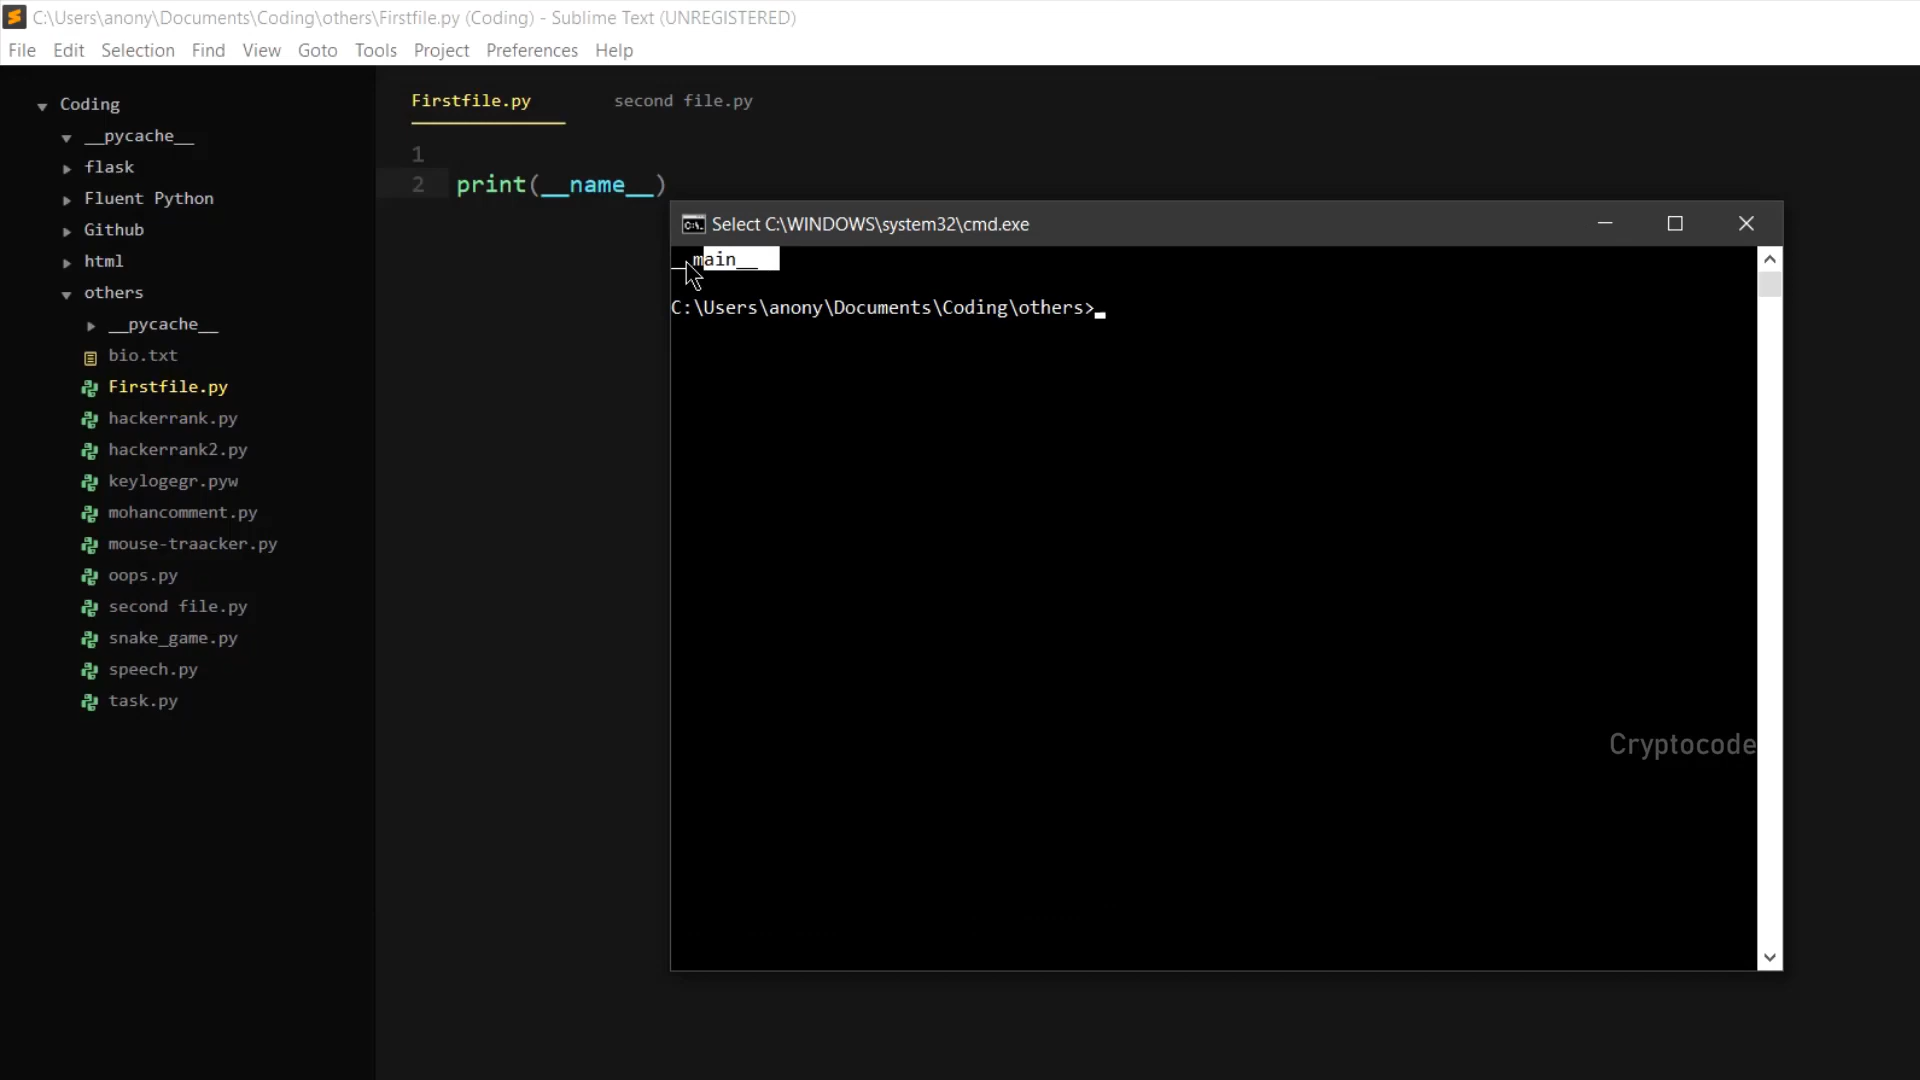 C:\Users\anony\Documents\Coding\others\Firstfile.py (Coding) - Sublime Text (UNREGISTERED)
File Edit Selection Find View Goto Tools Project Preferences Help
Coding
__pycache__
flask
Fluent Python
Github
html
others
__pycache__
bio.txt
Firstfile.py
hackerrank.py
hackerrank2.py
keylogegr.pyw
mohancomment.py
mouse-traacker.py
oops.py
second file.py
snake_game.py
speech.py
task.py
Firstfile.py second file.py
1
2 print(__name__)
Select C:\WINDOWS\system32\cmd.exe
__main__
C:\Users\anony\Documents\Coding\others>
Cryptocode